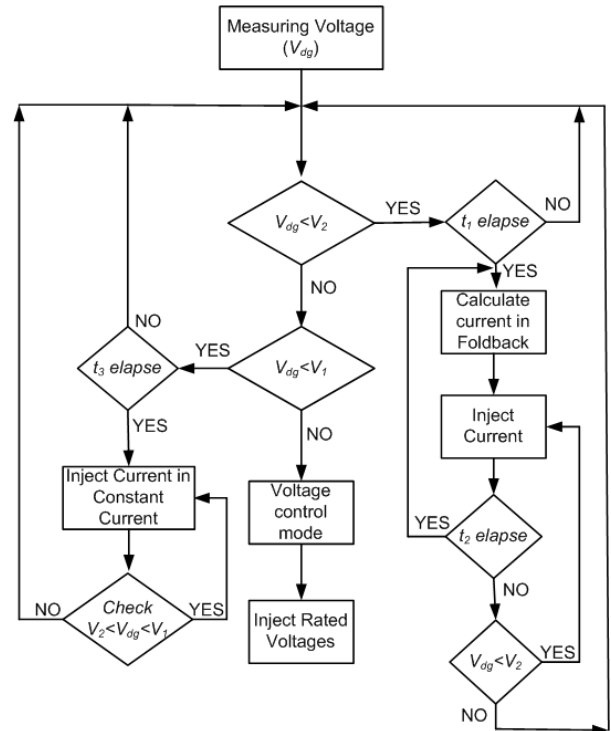 Measuring Voltage
(Vdg)
Vdg<V2
YES
t1 elapse
NO
NO
YES
Calculate
current in
Foldback
NO
t3 elapse
YES
Vdg<V1
Inject
Current
YES
NO
Inject Current in
Constant
Current
Voltage
control
mode
YES
t2 elapse
NO
NO
Check
V2<Vdg<V1
YES
Inject Rated
Voltages
Vdg<V2
YES
NO